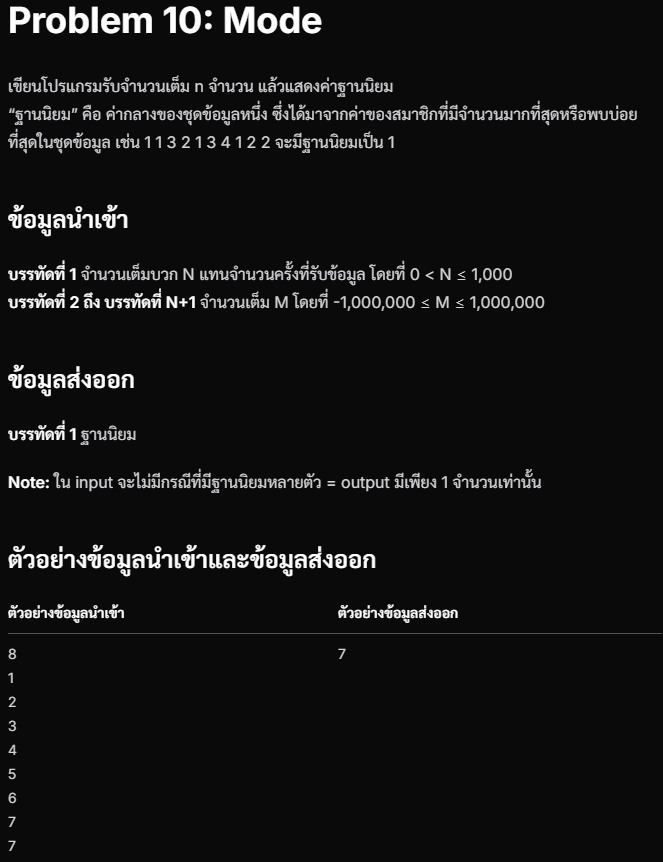 Problem 10: Mode
เขียนโปรแกรมรับจำนวนเต็ม n จำนวน แล้วแสดงค่าฐานนิยม
“ฐานนิยม” คือ ค่ากลางของชุดข้อมูลหนึ่ง ซึ่งได้มาจากค่าของสมาชิกที่มีจำนวนมากที่สุดหรือพบบ่อย
ที่สุดในชุดข้อมูล เช่น 1 1 3 2 1 3 4 1 2 2 จะมีฐานนิยมเป็น 1
ข้อมูลนำเข้า
บรรทัดที่ 1 จำนวนเต็มบวก N แทนจำนวนครั้งที่รับข้อมูล โดยที่ 0 < N ≤ 1,000
บรรทัดที่ 2 ถึง บรรทัดที่ N+1 จำนวนเต็ม M โดยที่ -1,000,000 ≤ M ≤ 1,000,000
ข้อมูลส่งออก
บรรทัดที่ 1 ฐานนิยม
Note: ใน input จะไม่มีกรณีที่มีฐานนิยมหลายตัว = output มีเพียง 1 จำนวนเท่านั้น
ตัวอย่างข้อมูลนำเข้าและข้อมูลส่งออก
ตัวอย่างข้อมูลนำเข้า ตัวอย่างข้อมูลส่งออก
8 7
1
2
3
4
5
6
7
7